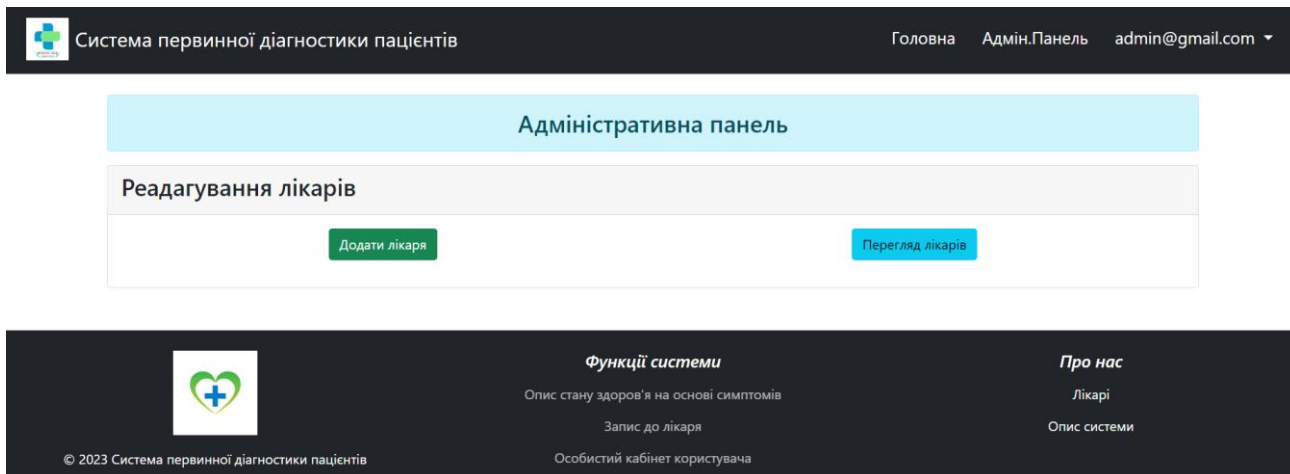 Система первинної діагностики пацієнтів
Головна Адмін.Панель admin@gmail.com
Адміністративна панель
Реадагування лікарів
Додати лікаря Перегляд лікарів
Функції системи
Опис стану здоров'я на основі симптомів
Запис до лікаря
Особистий кабінет користувача
Про нас
Лікарі
Опис системи
© 2023 Система первинної діагностики пацієнтів